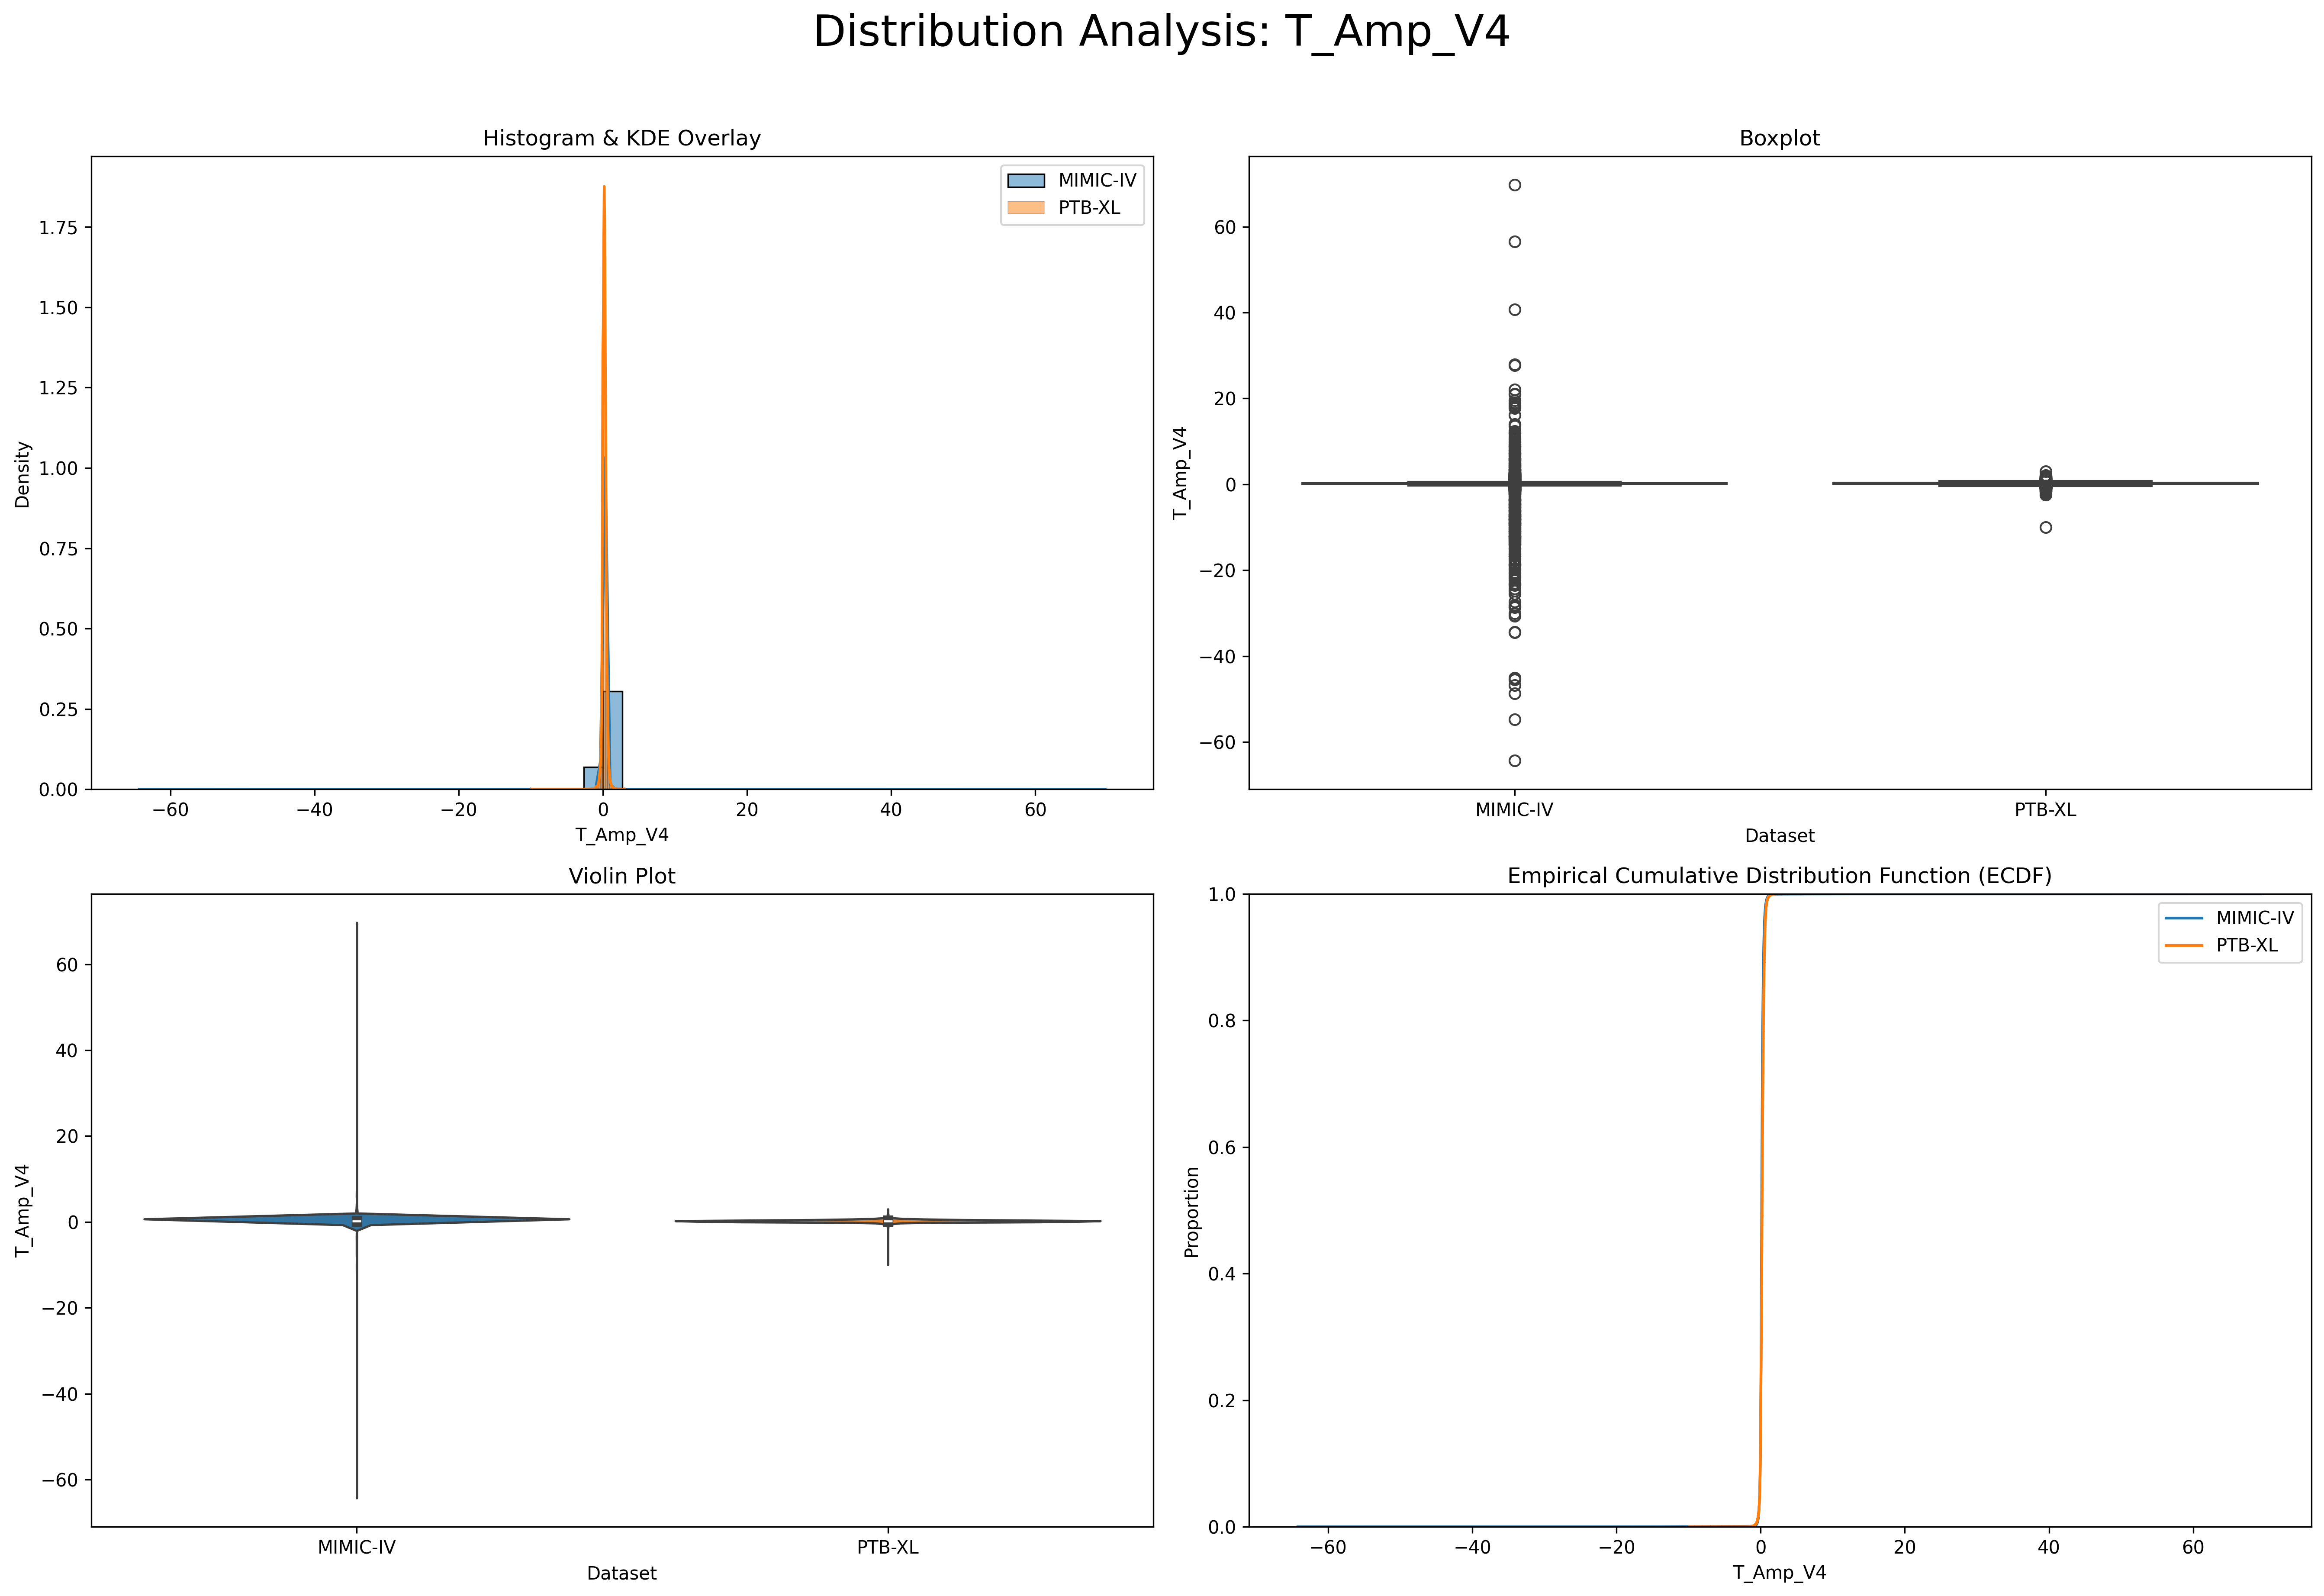 Distribution Analysis: T_Amp_V4
Histogram & KDE Overlay
MIMIC-IV
PTB-XL
1.75
1.50
1.25
1.00
0.75
0.50
0.25
0.00
Density
−60 −40 −20 0 20 40 60
T_Amp_V4
Boxplot
60
40
20
0
−20
−40
−60
T_Amp_V4
MIMIC-IV PTB-XL
Dataset
Violin Plot
60
40
20
0
−20
−40
−60
T_Amp_V4
MIMIC-IV PTB-XL
Dataset
Empirical Cumulative Distribution Function (ECDF)
MIMIC-IV
PTB-XL
1.0
0.8
0.6
0.4
0.2
0.0
Proportion
−60 −40 −20 0 20 40 60
T_Amp_V4